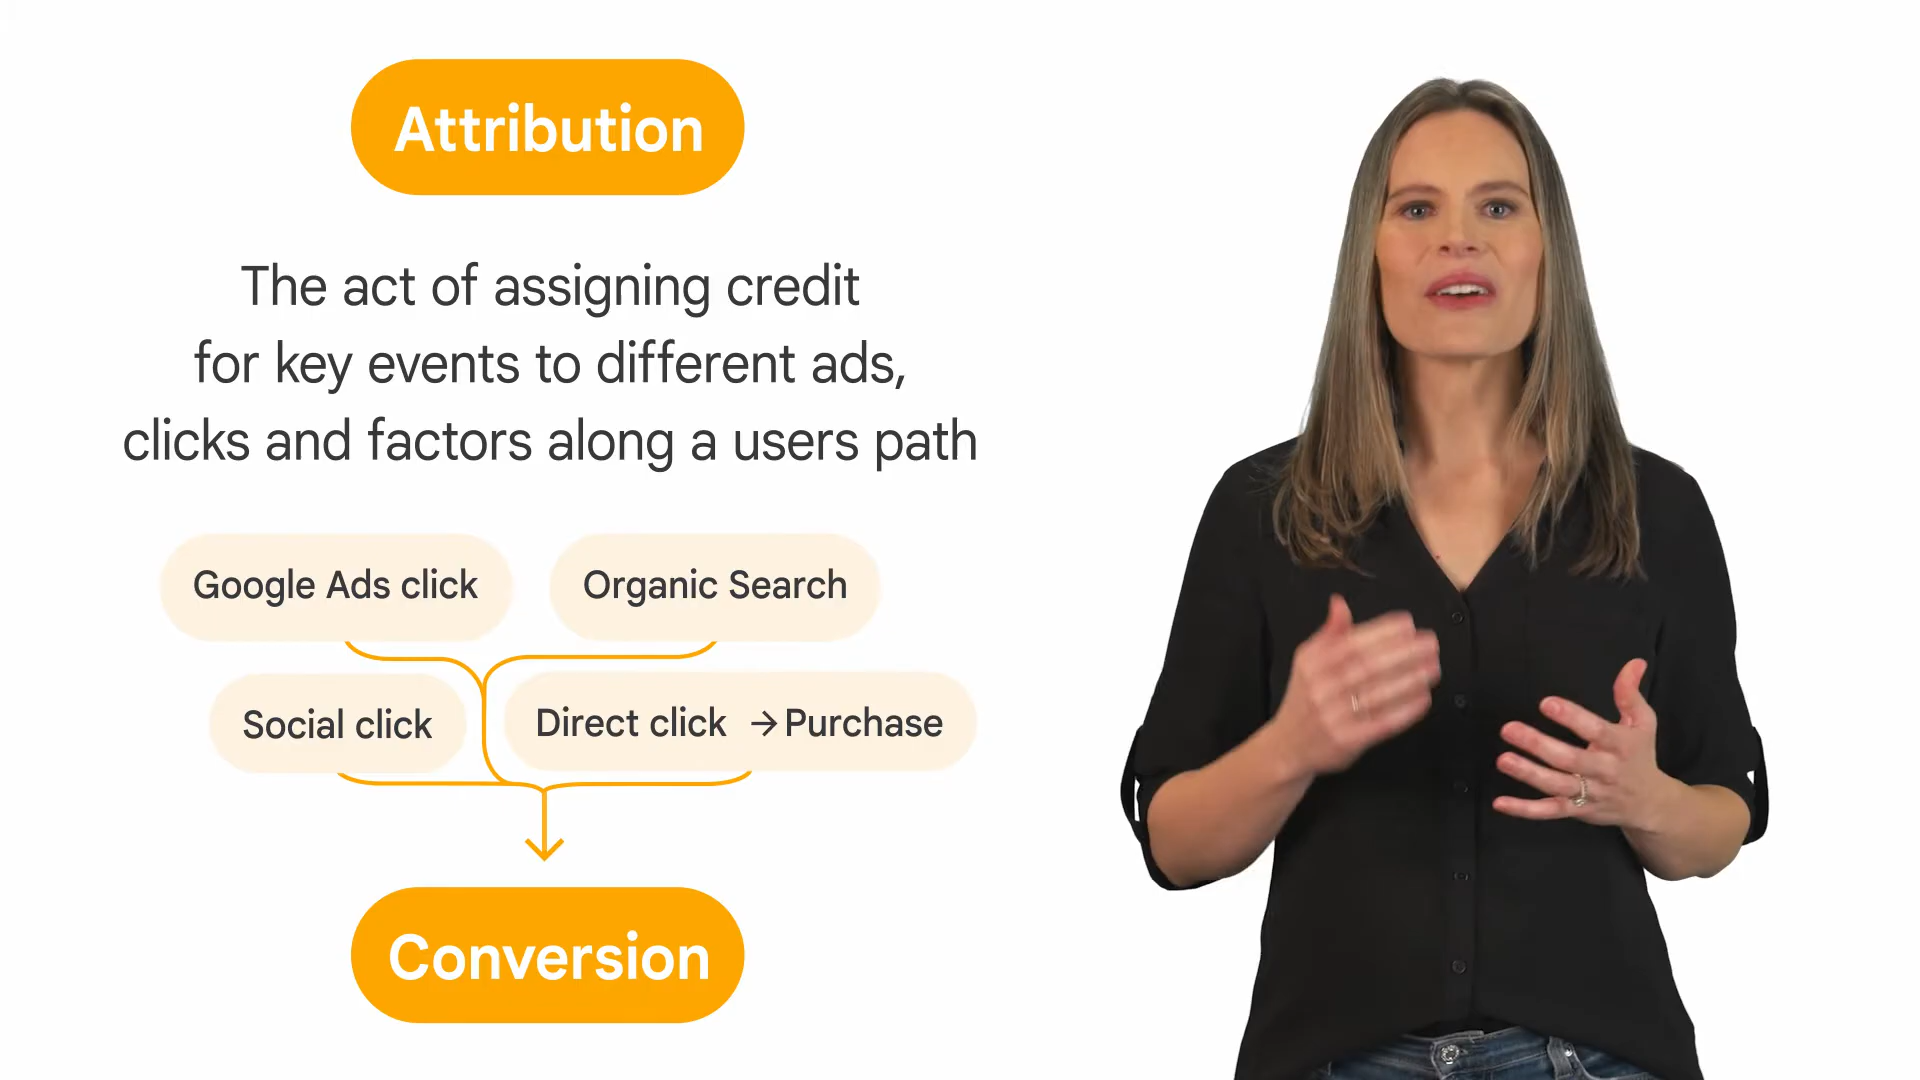 Attribution
The act of assigning credit
for key events to different ads,
clicks and factors along a users path
Google Ads click
Organic Search
Social click
Direct click → Purchase
Conversion